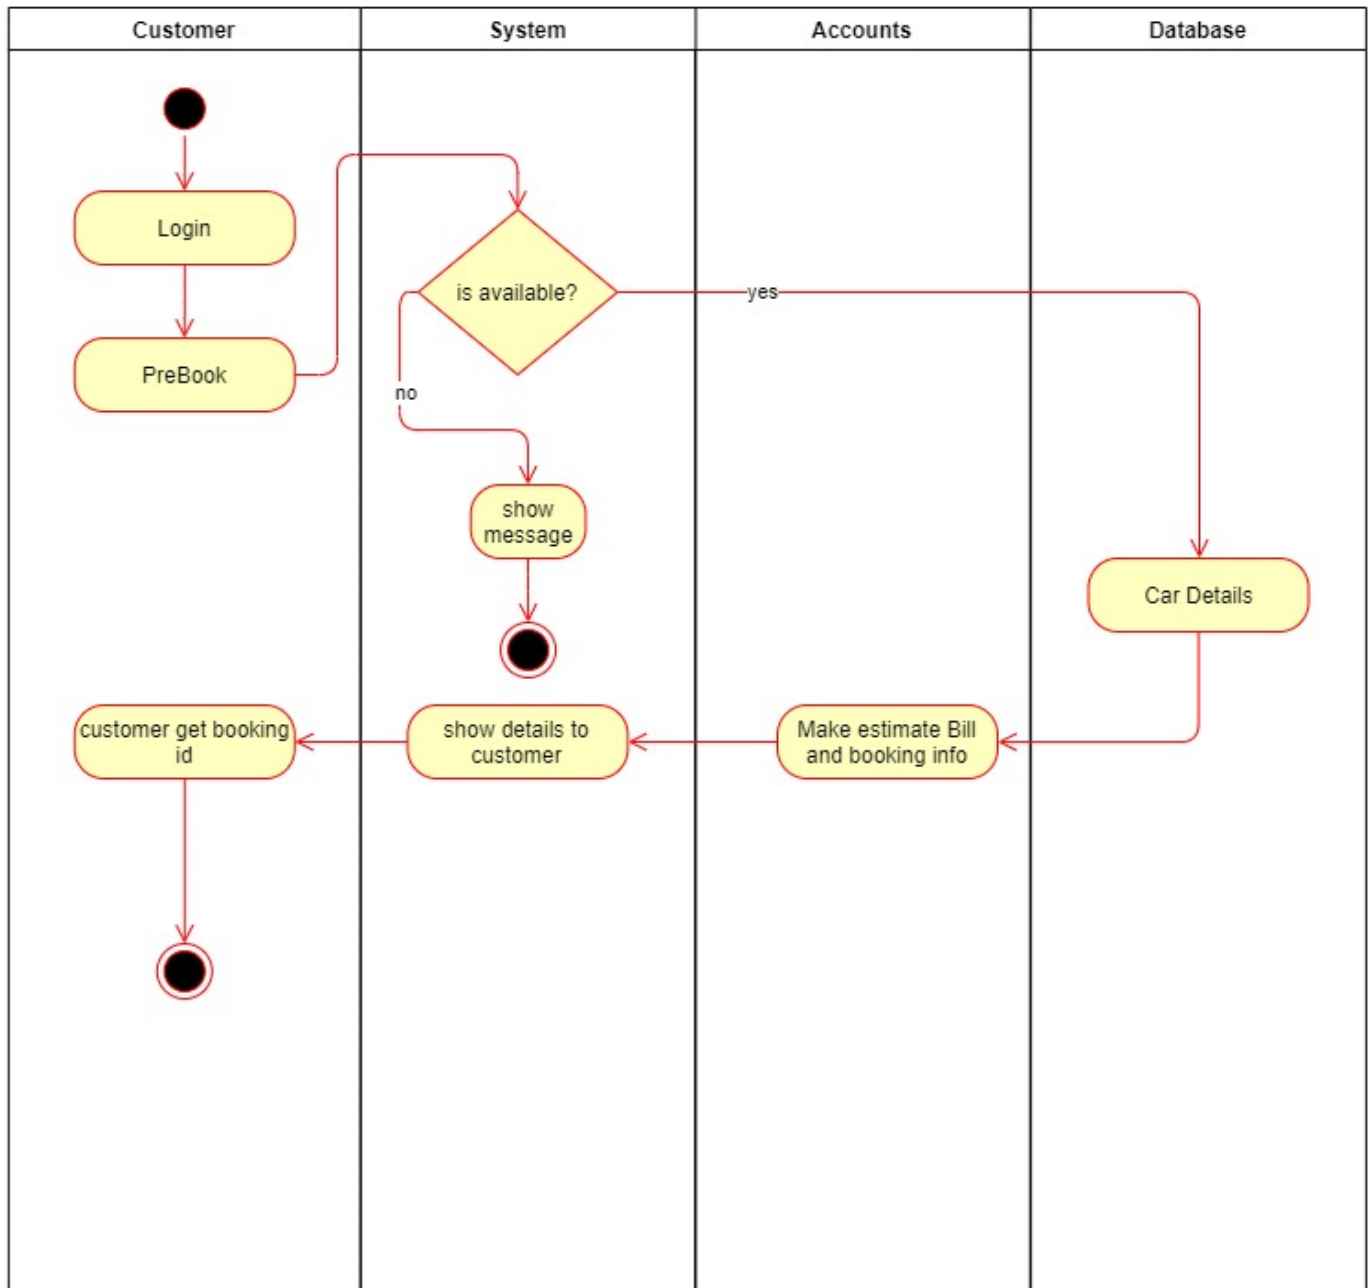 Customer
System
Accounts
Database
Login
is available?
yes
PreBook
no
show
message
Car Details
customer get booking
id
show details to
customer
Make estimate Bill
and booking info